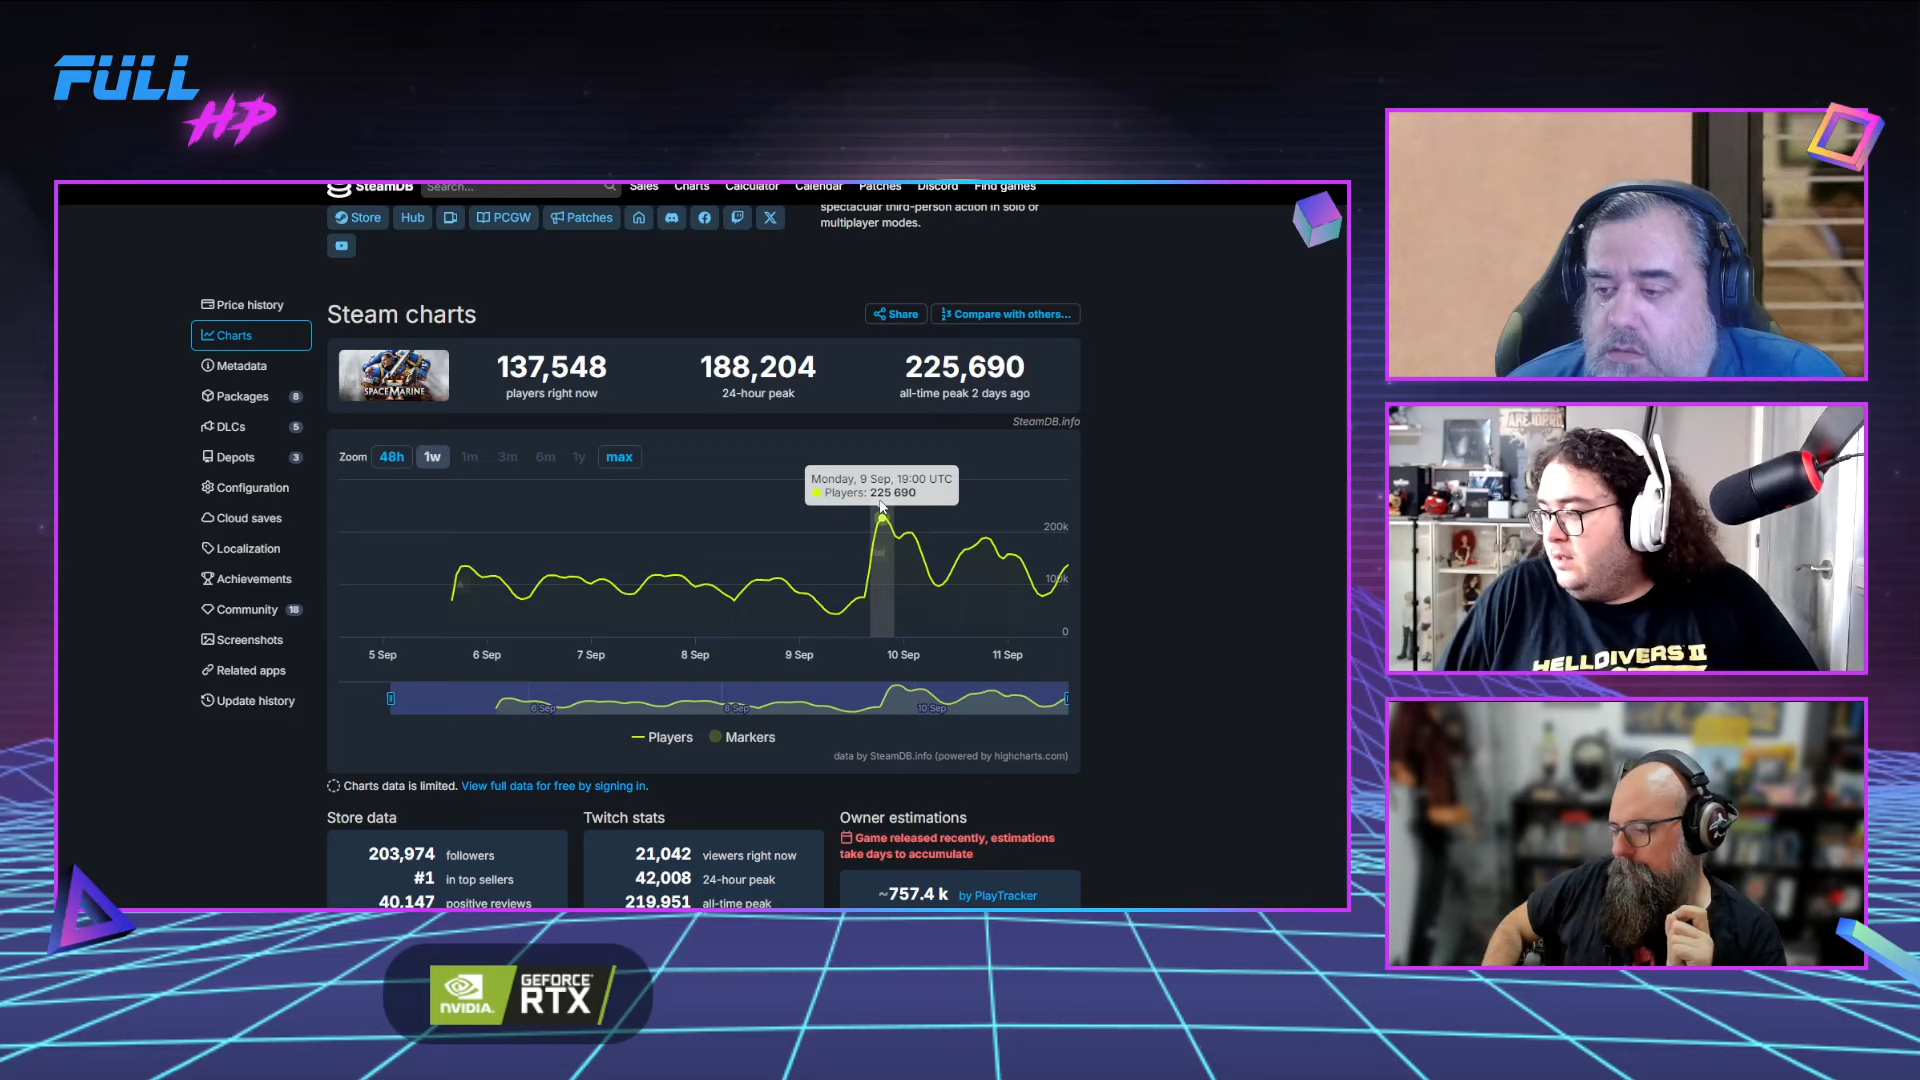 FULL
HP
SteamDB
Search...
Sales
Charts
Calculator
Calendar
Patches
Discord
Find games
Store
Hub
PCGW
Patches
spectacular third-person action in solo or
multiplayer modes.
Price history
Charts
Metadata
Packages 8
DLCs 5
Depots 3
Configuration
Cloud saves
Localization
Achievements
Community 18
Screenshots
Related apps
Update history
Steam charts
Share
Compare with others...
SPACE MARINE
137,548
players right now
188,204
24-hour peak
225,690
all-time peak 2 days ago
SteamDB.info
Zoom 48h 1w 1m 3m 6m 1y max
Monday, 9 Sep, 19:00 UTC
Players: 225 690
200k
100k
0
5 Sep 6 Sep 7 Sep 8 Sep 9 Sep 10 Sep 11 Sep
6 Sep 8 Sep 10 Sep
Players Markers
data by SteamDB.info (powered by highcharts.com)
Charts data is limited. View full data for free by signing in.
Store data
203,974 followers
#1 in top sellers
40,147 positive reviews
Twitch stats
21,042 viewers right now
42,008 24-hour peak
219,951 all-time peak
Owner estimations
Game released recently, estimations
take days to accumulate
~757.4 k by PlayTracker
HELLDIVERS II
NVIDIA.
GEFORCE
RTX